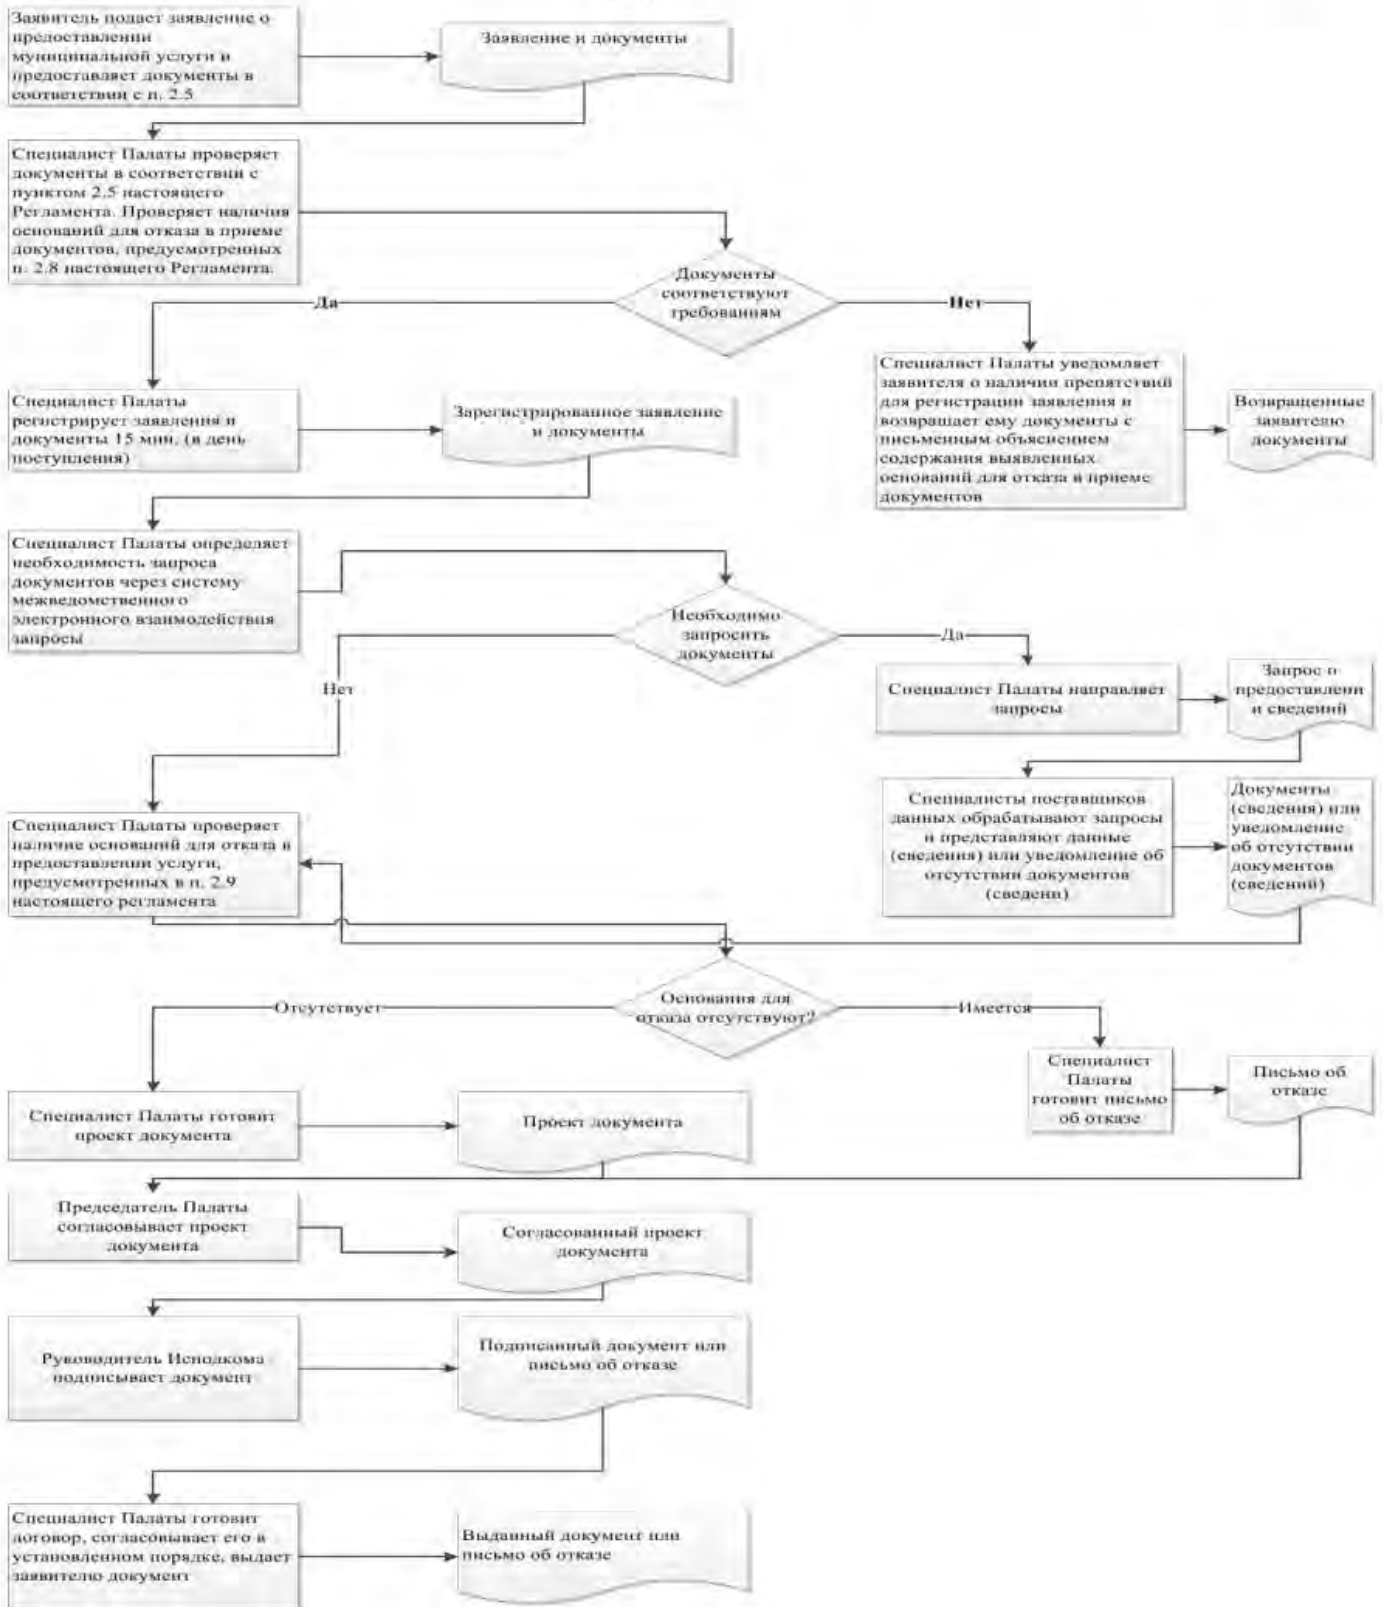 Заявитель подает заявление о
предоставлении
муниципальной услуги и
предоставляет документы в
соответствии с п. 2.5
Заявление и документы
Специалист Палаты проверяет
документы в соответствии с
пунктом 2.5 настоящего
Регламента. Проверяет наличия
оснований для отказа в приеме
документов, предусмотренных
п. 2.8 настоящего Регламента.
Документы
соответствуют
требованиям
Да
Нет
Специалист Палаты
регистрирует заявления и
документы 15 мин. (в день
поступления)
Зарегистрированное заявление
и документы
Специалист Палаты уведомляет
заявителя о наличии препятствий
для регистрации заявления и
возвращает ему документы с
письменным объяснением
содержания выявленных
оснований для отказа в приеме
документов
Возвращенные
заявителю
документы
Специалист Палаты определяет
необходимость запроса
документов через систему
межведомственного
электронного взаимодействия
запросы
Необходимо
запросить
документы
Да
Нет
Специалист Палаты направляет
запросы
Запрос о
предоставлени
и сведений
Специалисты поставщиков
данных обрабатывают запросы
и представляют данные
(сведения) или уведомление об
отсутствии документов
(сведени)
Документы
(сведения) или
уведомление
об отсутствии
документов
(сведений)
Специалист Палаты проверяет
наличие оснований для отказа в
предоставлении услуги,
предусмотренных в п. 2.9
настоящего регламента
Основания для
отказа отсутствуют?
Отсутствует
Имеется
Специалист
Палаты
готовит письмо
об отказе
Письмо об
отказе
Специалист Палаты готовит
проект документа
Проект документа
Председатель Палаты
согласовывает проект
документа
Согласованный проект
документа
Руководитель Исподкома
подписывает документ
Подписанный документ или
письмо об отказе
Специалист Палаты готовит
договор, согласовывает его в
установленном порядке, выдает
заявителю документ
Выданный документ или
письмо об отказе